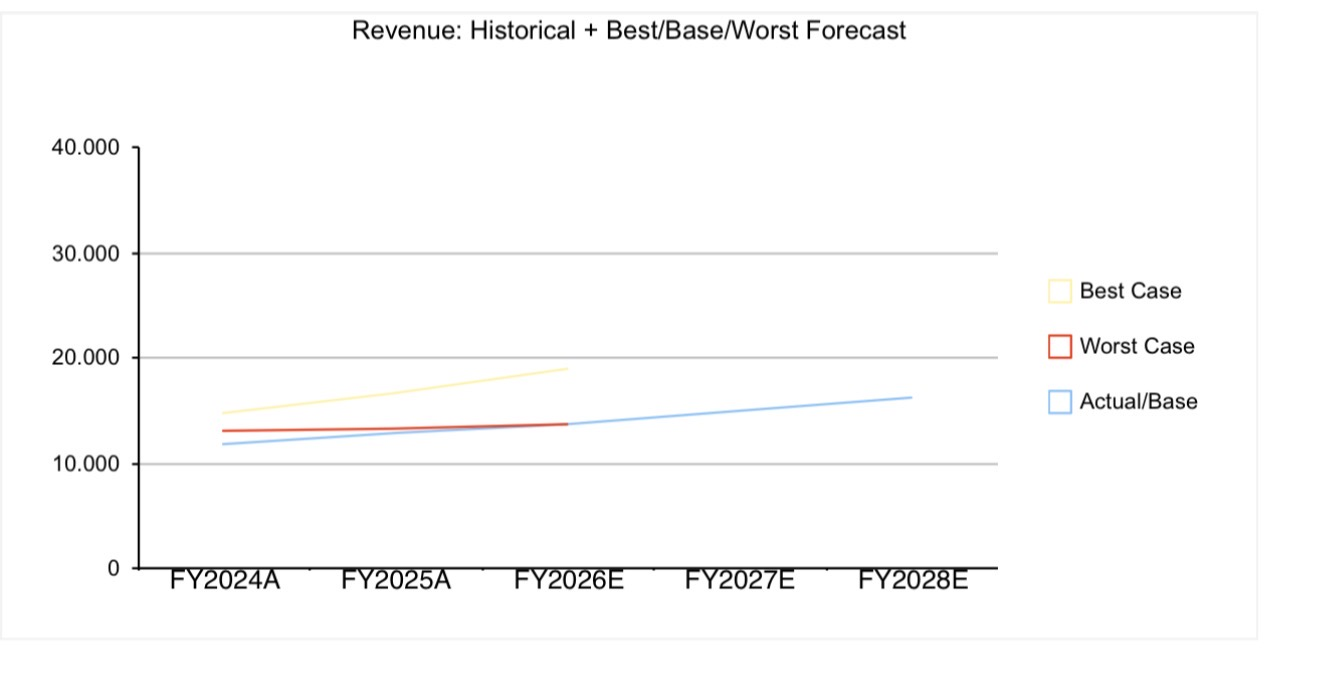 Revenue: Historical + Best/Base/Worst Forecast
40.000
30.000
20.000
10.000
0
FY2024A FY2025A FY2026E FY2027E FY2028E
Best Case
Worst Case
Actual/Base